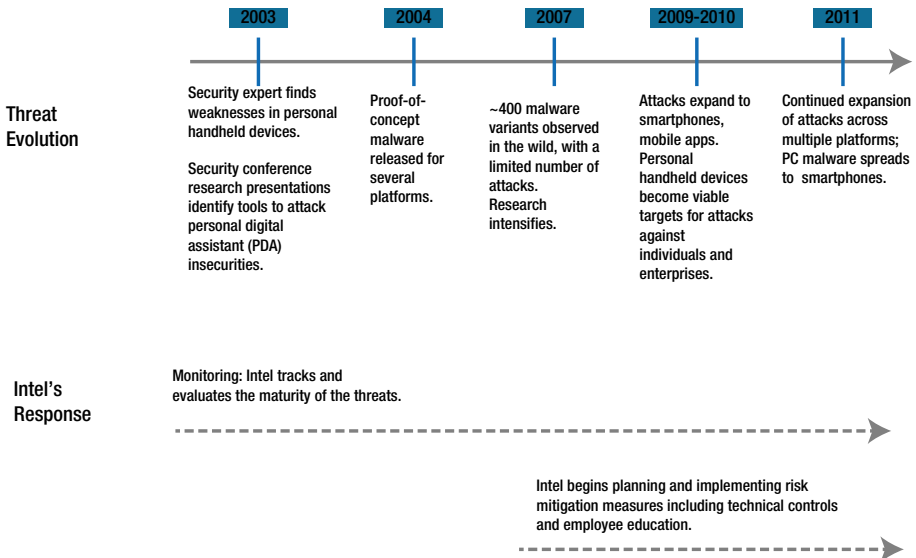 2003
2004
2007
2009-2010
2011
Threat
Evolution
Security expert finds
weaknesses in personal
handheld devices.
Security conference
research presentations
identify tools to attack
personal digital
assistant (PDA)
insecurities.
Proof-of-
concept
malware
released for
several
platforms.
~400 malware
variants observed
in the wild, with a
limited number of
attacks.
Research
intensifies.
Attacks expand to
smartphones,
mobile apps.
Personal
handheld devices
become viable
targets for attacks
against
individuals and
enterprises.
Continued expansion
of attacks across
multiple platforms;
PC malware spreads
to smartphones.
Intel's
Response
Monitoring: Intel tracks and
evaluates the maturity of the threats.
Intel begins planning and implementing risk
mitigation measures including technical controls
and employee education.